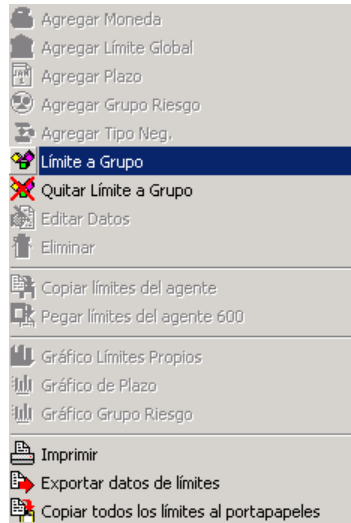 Agregar Moneda
Agregar Límite Global
Agregar Plazo
Agregar Grupo Riesgo
Agregar Tipo Neg.
Límite a Grupo
Quitar Límite a Grupo
Editar Datos
Eliminar
Copiar límites del agente
Pegar límites del agente 600
Gráfico Límites Propios
Gráfico de Plazo
Gráfico Grupo Riesgo
Imprimir
Exportar datos de límites
Copiar todos los límites al portapapeles